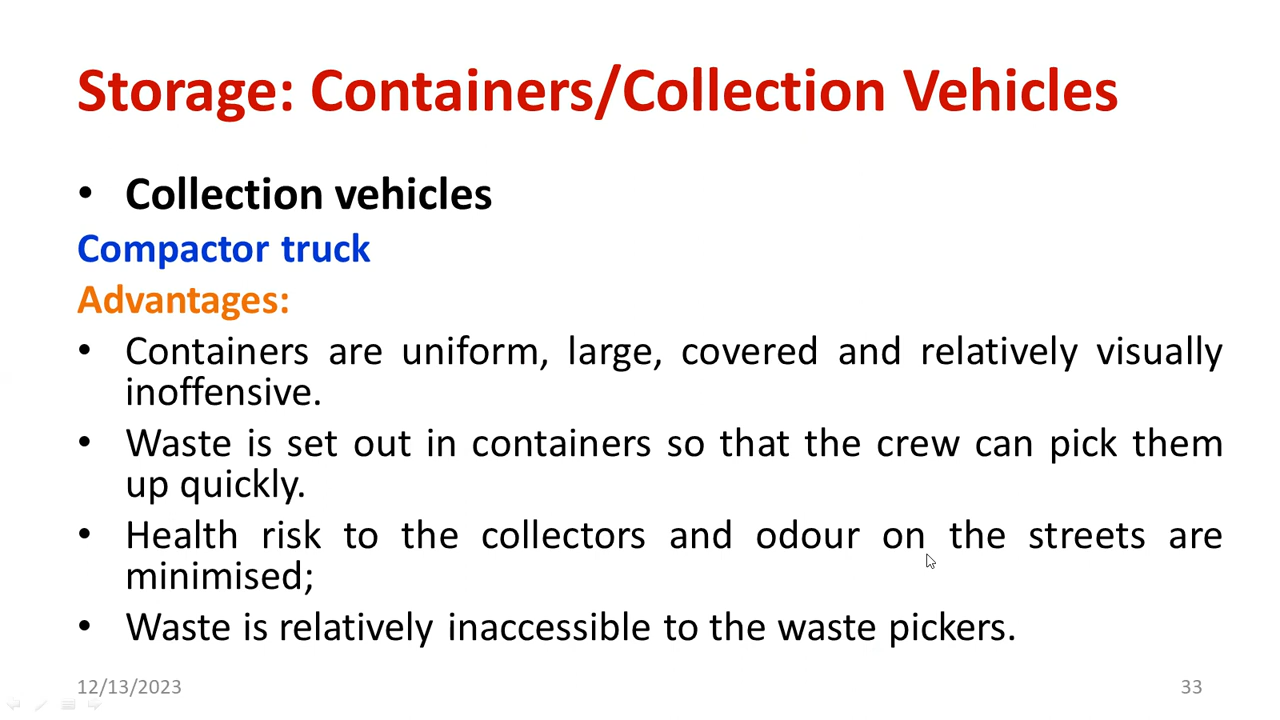 Storage: Containers/Collection Vehicles
• Collection vehicles
Compactor truck
Advantages:
• Containers are uniform, large, covered and relatively visually
inoffensive.
• Waste is set out in containers so that the crew can pick them
up quickly.
• Health risk to the collectors and odour on the streets are
minimised;
• Waste is relatively inaccessible to the waste pickers.
12/13/2023
33